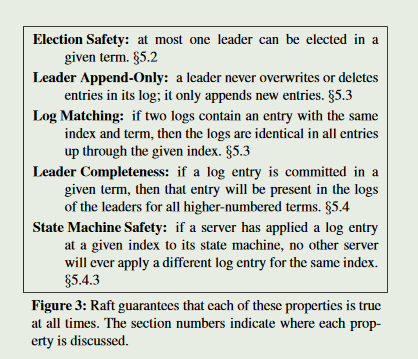 Election Safety: at most one leader can be elected in a
given term. §5.2
Leader Append-Only: a leader never overwrites or deletes
entries in its log; it only appends new entries. §5.3
Log Matching: if two logs contain an entry with the same
index and term, then the logs are identical in all entries
up through the given index. §5.3
Leader Completeness: if a log entry is committed in a
given term, then that entry will be present in the logs
of the leaders for all higher-numbered terms. §5.4
State Machine Safety: if a server has applied a log entry
at a given index to its state machine, no other server
will ever apply a different log entry for the same index.
§5.4.3
Figure 3: Raft guarantees that each of these properties is true
at all times. The section numbers indicate where each prop-
erty is discussed.